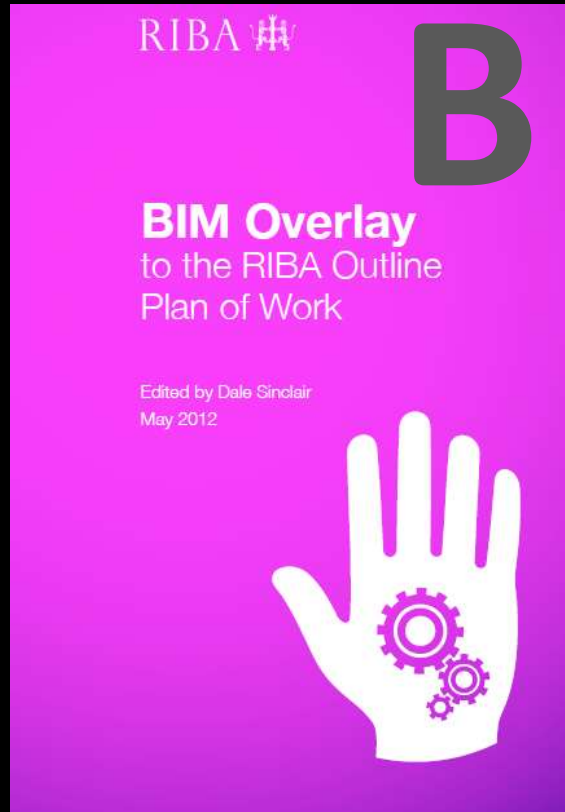 RIBA
B
BIM Overlay
to the RIBA Outline
Plan of Work
Edited by Dale Sinclair
May 2012